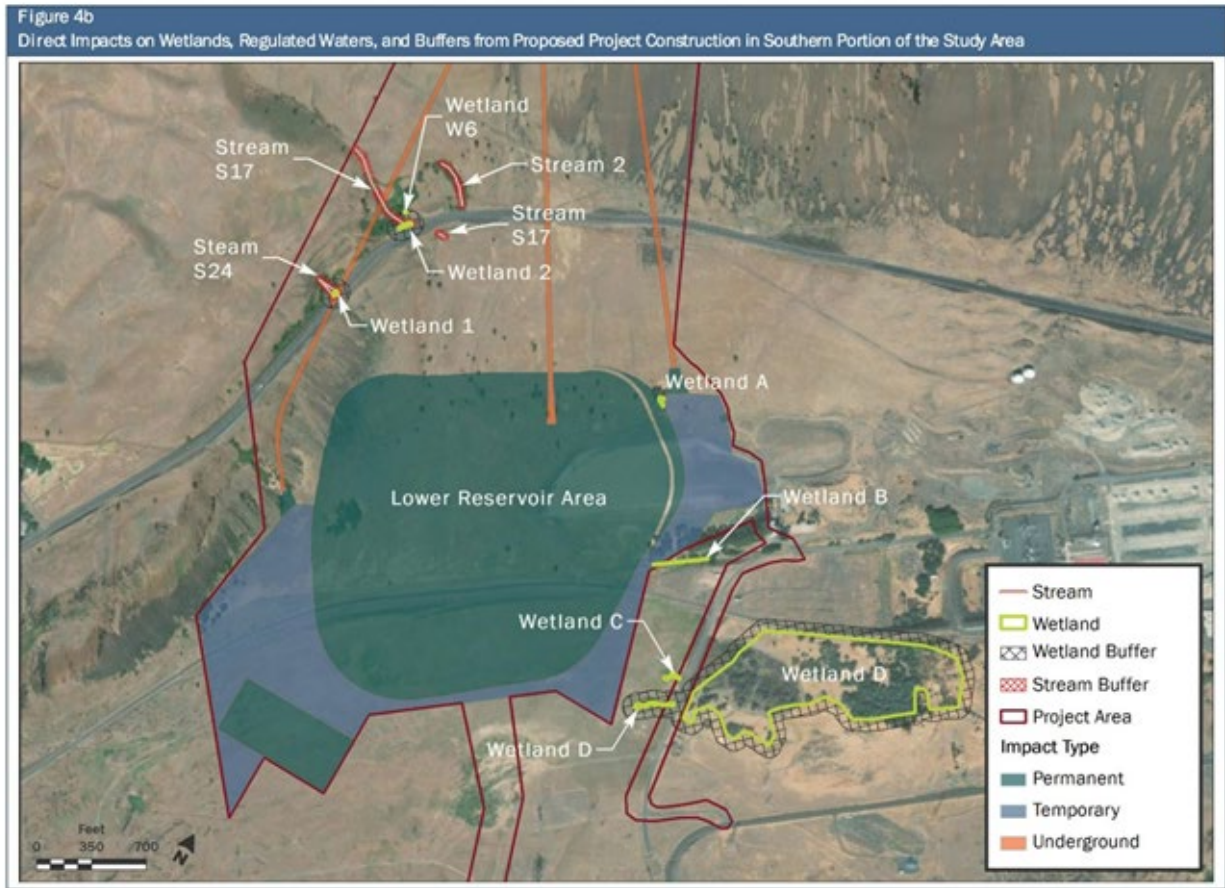 Figure 4b
Direct Impacts on Wetlands, Regulated Waters, and Buffers from Proposed Project Construction in Southern Portion of the Study Area
Wetland
W6
Stream
S17
Stream 2
Stream
S17
Steam
S24
Wetland 2
Wetland 1
Wetland A
Lower Reservoir Area
Wetland B
Wetland C
Wetland D
Wetland D
Stream
Wetland
Wetland Buffer
Stream Buffer
Project Area
Impact Type
Permanent
Temporary
Underground
Feet
0 350 700
N